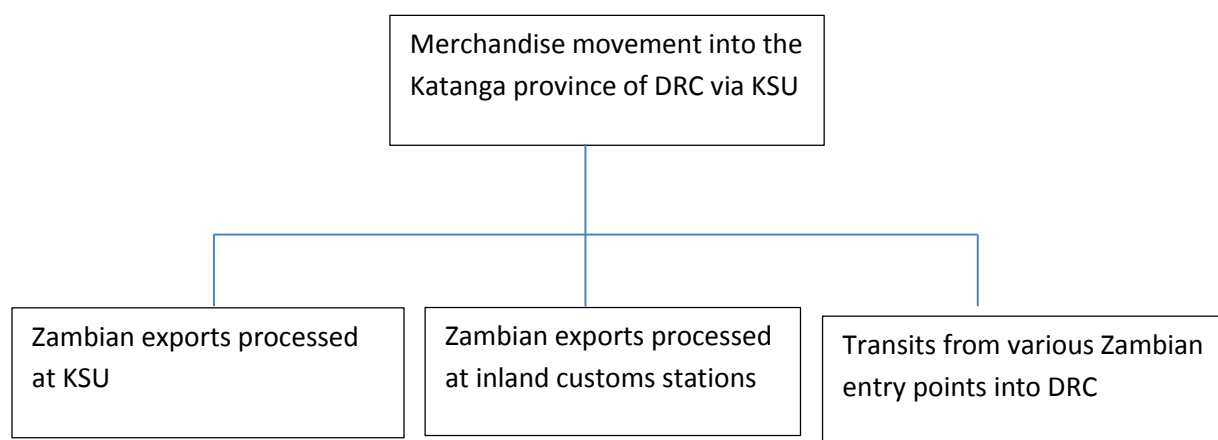 Merchandise movement into the
Katanga province of DRC via KSU
Zambian exports processed
at KSU
Zambian exports processed
at inland customs stations
Transits from various Zambian
entry points into DRC